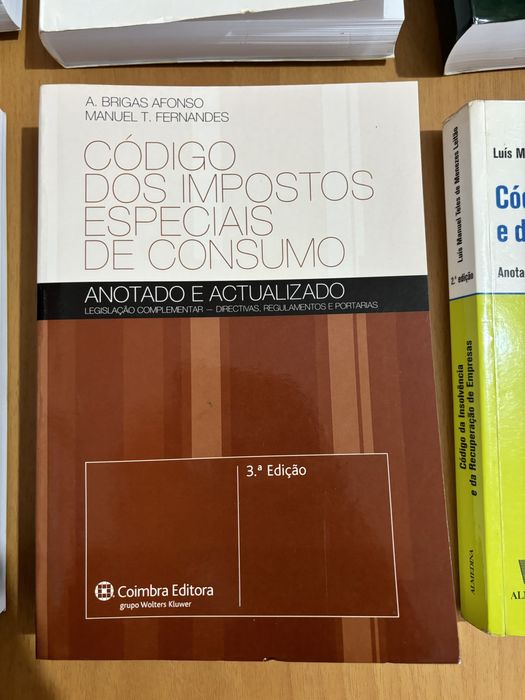 A. BRIGAS AFONSO
MANUEL T. FERNANDES
CÓDIGO
DOS IMPOSTOS
ESPECIAIS
DE CONSUMO
ANOTADO E ACTUALIZADO
LEGISLAÇÃO COMPLEMENTAR — DIRECTIVAS, REGULAMENTOS E PORTARIAS
3.ª Edição
Coimbra Editora
grupo Wolters Kluwer
Luís Manuel Teles de Menezes Leitão
2.ª edição
Código da Insolvência
e da Recuperação de Empresas
ALMEDINA
Luís M
Cód
e d
Anota